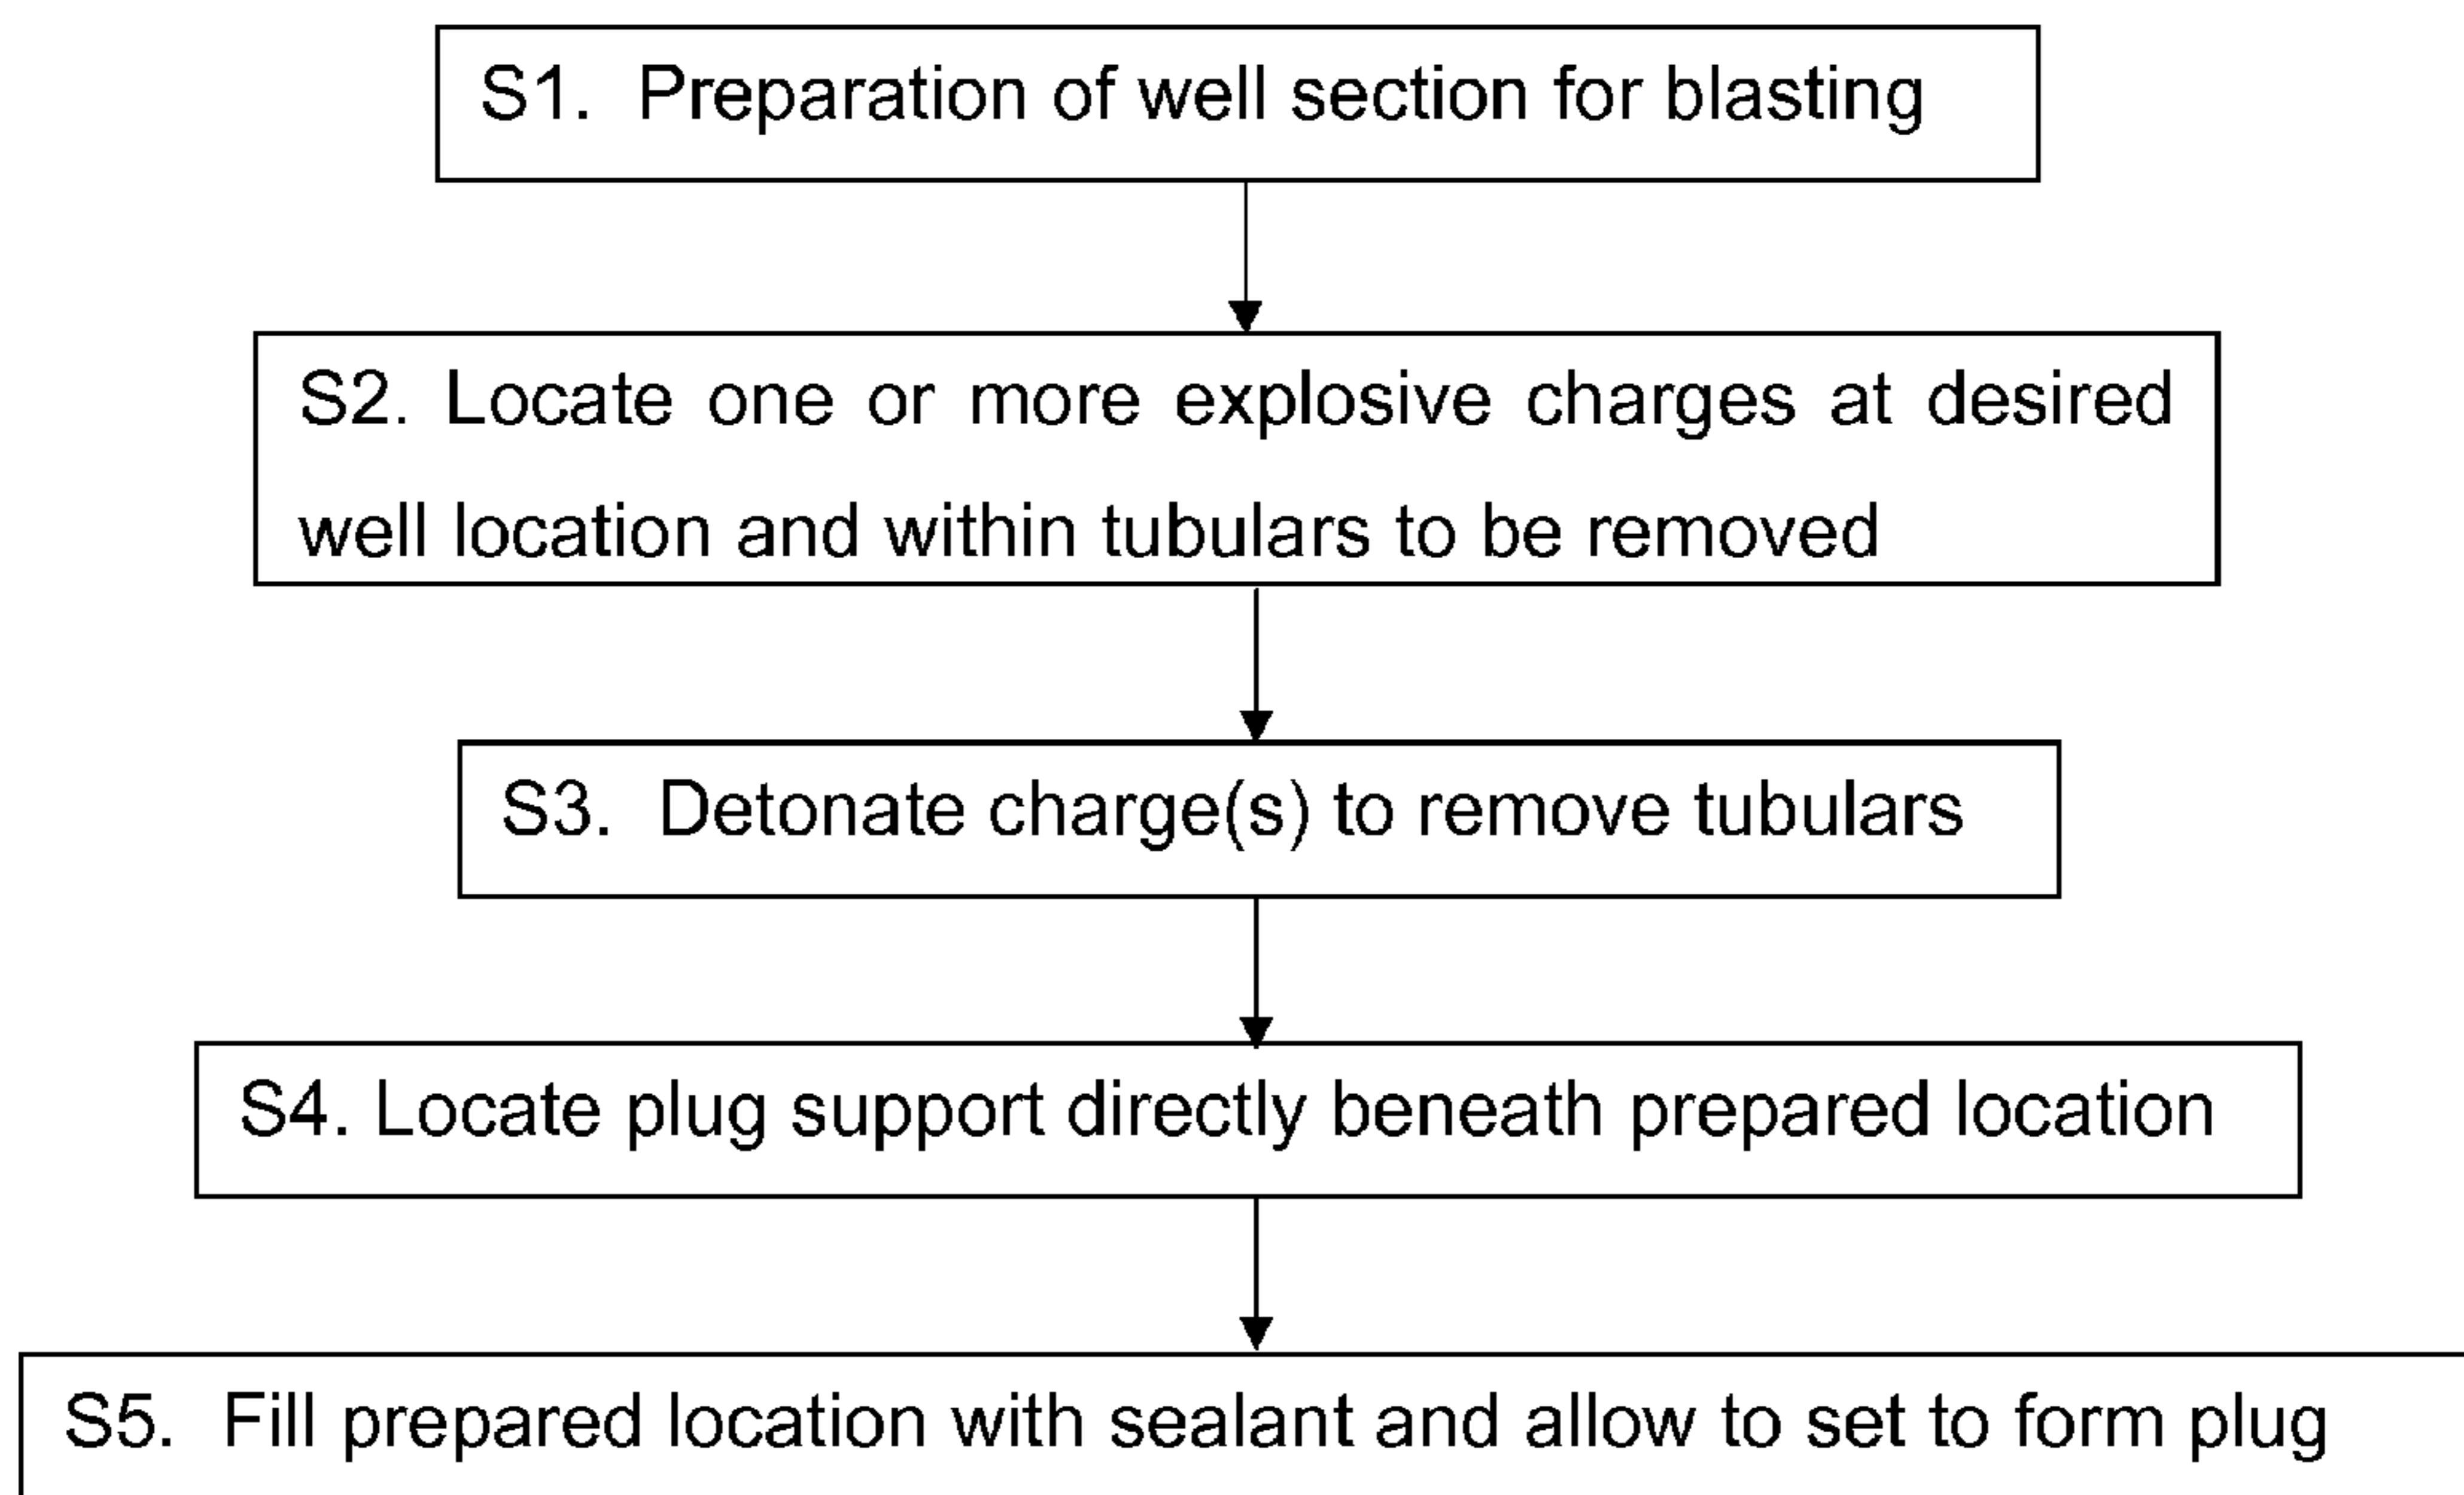 S1. Preparation of well section for blasting
S2. Locate one or more explosive charges at desired
well location and within tubulars to be removed
S3. Detonate charge(s) to remove tubulars
S4. Locate plug support directly beneath prepared location
S5. Fill prepared location with sealant and allow to set to form plug